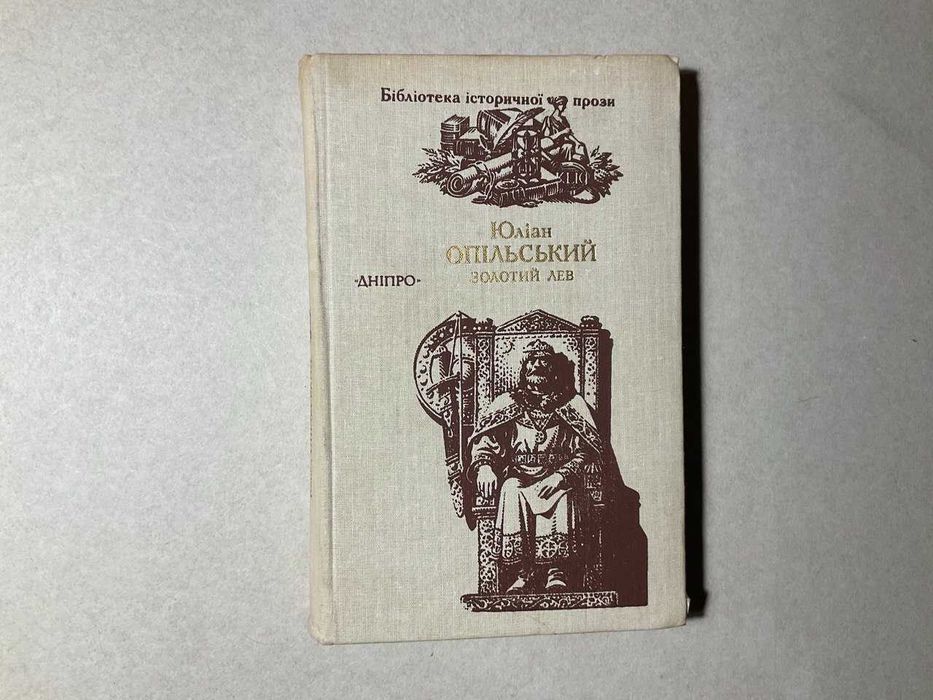 Бібліотека історичної прози
Юліан
ОПІЛЬСЬКИЙ
ЗОЛОТИЙ ЛЕВ
«ДНІПРО»